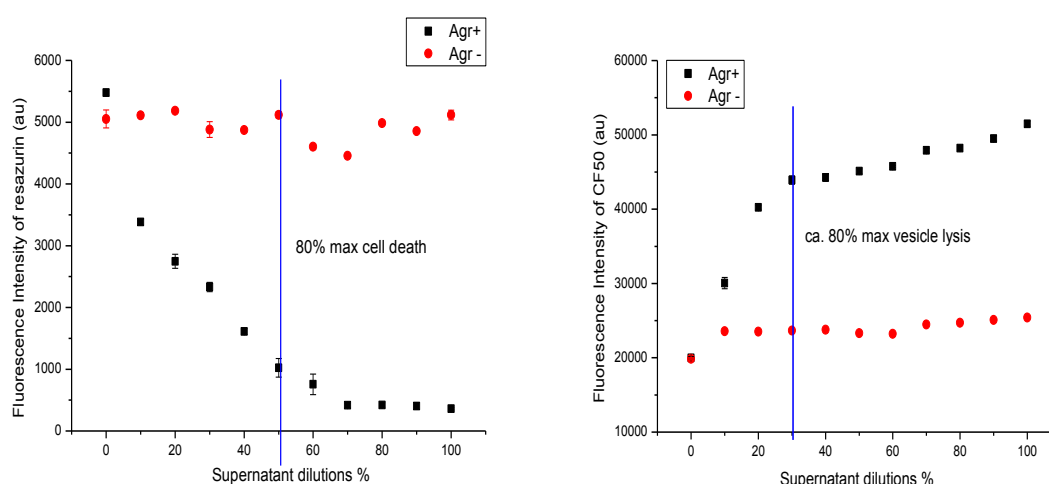 Agr+
Agr -
6000
5000
4000
3000
2000
1000
0
Fluorescence Intensity of resazurin (au)
80% max cell death
0 20 40 60 80 100
Supernatant dilutions %
Agr+
Agr -
60000
50000
40000
30000
20000
10000
Fluorescence Intensity of CF50 (au)
ca. 80% max vesicle lysis
0 20 40 60 80 100
Supernatant dilutions %